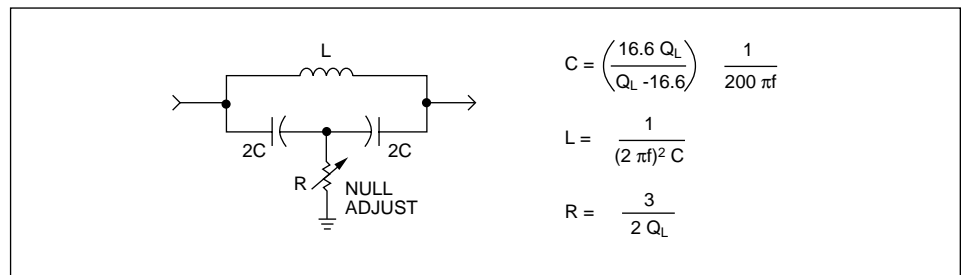 L
2C
2C
R
NULL
ADJUST
C = (16.6 Q_L / Q_L -16.6) 1 / 200 πf
L = 1 / (2 πf)² C
R = 3 / 2 Q_L